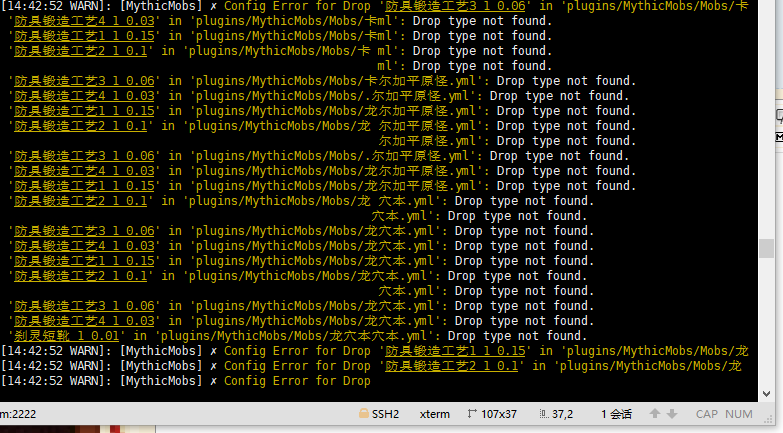 [14:42:52 WARN]: [MythicMobs] ✗ Config Error for Drop '防具锻造工艺3 1 0.06' in 'plugins/MythicMobs/Mobs/卡
'防具锻造工艺4 1 0.03' in 'plugins/MythicMobs/Mobs/卡ml': Drop type not found.
'防具锻造工艺1 1 0.15' in 'plugins/MythicMobs/Mobs/卡ml': Drop type not found.
'防具锻造工艺2 1 0.1' in 'plugins/MythicMobs/Mobs/卡 ml': Drop type not found.
ml': Drop type not found.
'防具锻造工艺3 1 0.06' in 'plugins/MythicMobs/Mobs/卡尔加平原怪.yml': Drop type not found.
'防具锻造工艺4 1 0.03' in 'plugins/MythicMobs/Mobs/.尔加平原怪.yml': Drop type not found.
'防具锻造工艺1 1 0.15' in 'plugins/MythicMobs/Mobs/龙尔加平原怪.yml': Drop type not found.
'防具锻造工艺2 1 0.1' in 'plugins/MythicMobs/Mobs/龙 尔加平原怪.yml': Drop type not found.
尔加平原怪.yml': Drop type not found.
'防具锻造工艺3 1 0.06 in 'plugins/MythicMobs/Mobs/.尔加平原怪.yml': Drop type not found.
'防具锻造工艺4 1 0.03' in 'plugins/MythicMobs/Mobs/龙尔加平原怪.yml': Drop type not found.
'防具锻造工艺1 1 0.15' in 'plugins/MythicMobs/Mobs/龙尔加平原怪.yml': Drop type not found.
'防具锻造工艺2 1 0.1' in 'plugins/MythicMobs/Mobs/龙 穴本.yml': Drop type not found.
穴本.yml': Drop type not found.
'防具锻造工艺3 1 0.06' in 'plugins/MythicMobs/Mobs/龙穴本.yml': Drop type not found.
'防具锻造工艺4 1 0.03' in 'plugins/MythicMobs/Mobs/龙穴本.yml': Drop type not found.
'防具锻造工艺1 1 0.15' in 'plugins/MythicMobs/Mobs/龙穴本.yml': Drop type not found.
'防具锻造工艺2 1 0.1' in 'plugins/MythicMobs/Mobs/龙穴本.yml': Drop type not found.
穴本.yml': Drop type not found.
'防具锻造工艺3 1 0.06' in 'plugins/MythicMobs/Mobs/龙穴本.yml': Drop type not found.
'防具锻造工艺4 1 0.03' in 'plugins/MythicMobs/Mobs/龙穴本.yml': Drop type not found.
'刹灵短靴 1 0.01' in 'plugins/MythicMobs/Mobs/龙穴本穴本.yml': Drop type not found.
[14:42:52 WARN]: [MythicMobs] ✗ Config Error for Drop '防具锻造工艺1 1 0.15' in 'plugins/MythicMobs/Mobs/龙
[14:42:52 WARN]: [MythicMobs] ✗ Config Error for Drop '防具锻造工艺2 1 0.1' in 'plugins/MythicMobs/Mobs/龙
[14:42:52 WARN]: [MythicMobs] ✗ Config Error for Drop
m:2222 SSH2 xterm 107x37 37,2 1 会话 CAP NUM